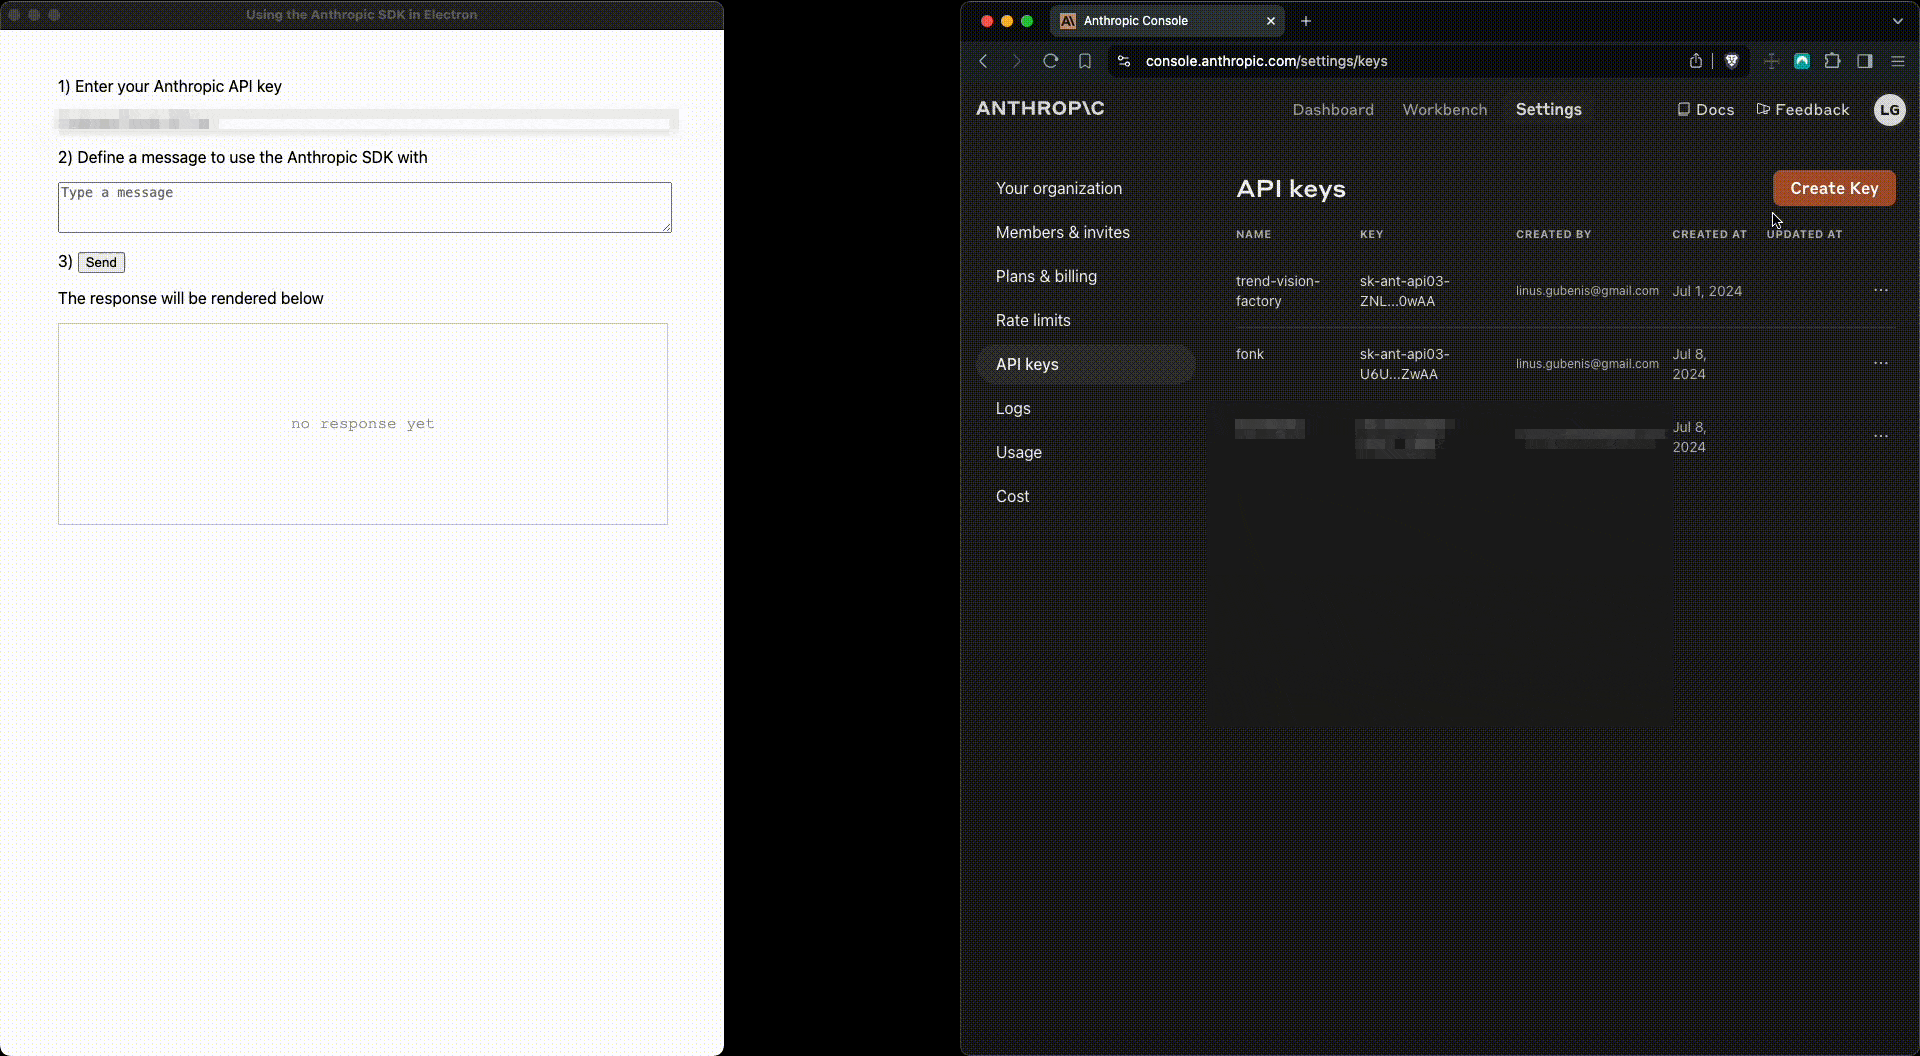 Using the Anthropic SDK in Electron
1) Enter your Anthropic API key
2) Define a message to use the Anthropic SDK with
Type a message
3) Send
The response will be rendered below
no response yet
Anthropic Console
console.anthropic.com/settings/keys
ANTHROP\C
Dashboard Workbench Settings Docs Feedback LG
Your organization
Members & invites
Plans & billing
Rate limits
API keys
Logs
Usage
Cost
API keys
Create Key
NAME KEY CREATED BY CREATED AT UPDATED AT
trend-vision-
factory
sk-ant-api03-
ZNL...0wAA
linus.gubenis@gmail.com
Jul 1, 2024
fonk
sk-ant-api03-
U6U...ZwAA
linus.gubenis@gmail.com
Jul 8,
2024
Jul 8,
2024